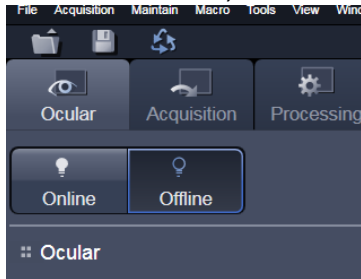 File Acquisition Maintain Macro Tools View
Ocular Acquisition Processing
Online Offline
Ocular